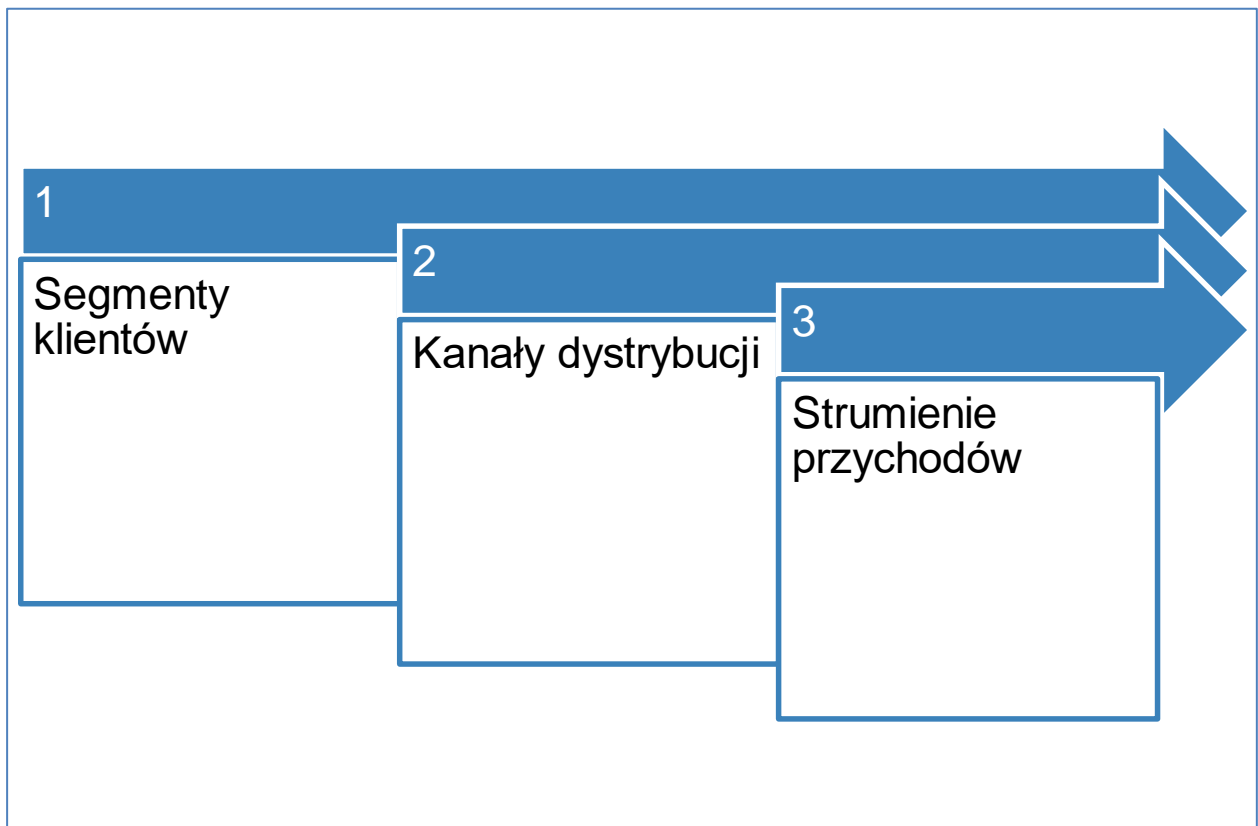 1
Segmenty
klientów
2
Kanały dystrybucji
3
Strumienie
przychodów